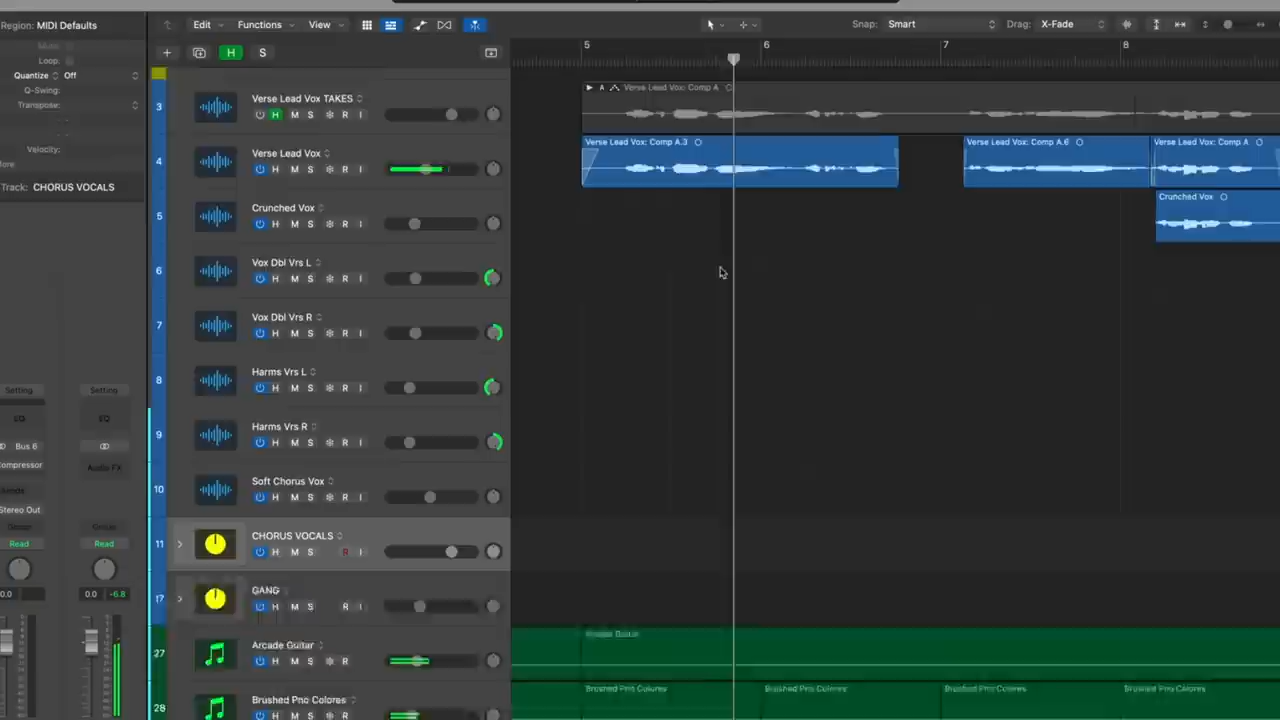 Region: MIDI Defaults
Edit Functions View
Snap: Smart
Drag: X-Fade
Mute:
Loop:
Quantize Off
Q-Swing:
Transpose:
Velocity:
Track: CHORUS VOCALS
H S
5 6 7 8
3 Verse Lead Vox TAKES
H M S R I
Verse Lead Vox: Comp A
4 Verse Lead Vox
H M S R I
Verse Lead Vox: Comp A.3
Verse Lead Vox: Comp A.6
Verse Lead Vox: Comp A
5 Crunched Vox
H M S R I
Crunched Vox
6 Vox Dbl Vrs L
H M S R I
7 Vox Dbl Vrs R
H M S R I
8 Harms Vrs L
H M S R I
9 Harms Vrs R
H M S R I
10 Soft Chorus Vox
H M S R I
11 CHORUS VOCALS
H M S R I
17 GANG
H M S R I
27 Arcade Guitar
H M S R
Arcade Guitar
28 Brushed Pno Colores
H M S R I
Brushed Pno Colores
Brushed Pno Colores
Brushed Pno Colores
Brushed Pno Colores
Setting Setting
EQ EQ
Bus 6
Compressor
Audio FX
Sends
Stereo Out
Group Group
Read Read
0.0 0.0 -6.8